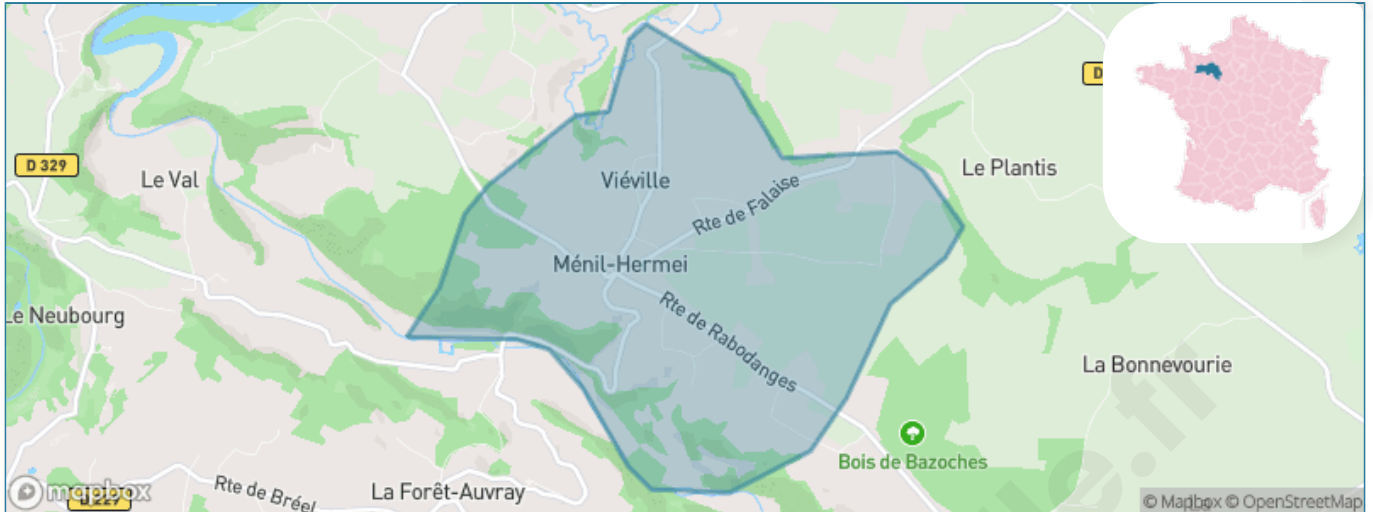 D
D 329
Le Val
Viéville
Rte de Falaise
Le Plantis
Ménil-Hermei
Le Neubourg
Rte de Rabodanges
La Bonnevourie
Bois de Bazoches
Rte de Bréel
La Forêt-Auvray
mapbox
D 229
© Mapbox © OpenStreetMap